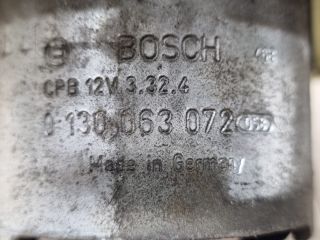 BOSCH
CPB 12V 3.32.4
0 130 063 072
Made in Germany